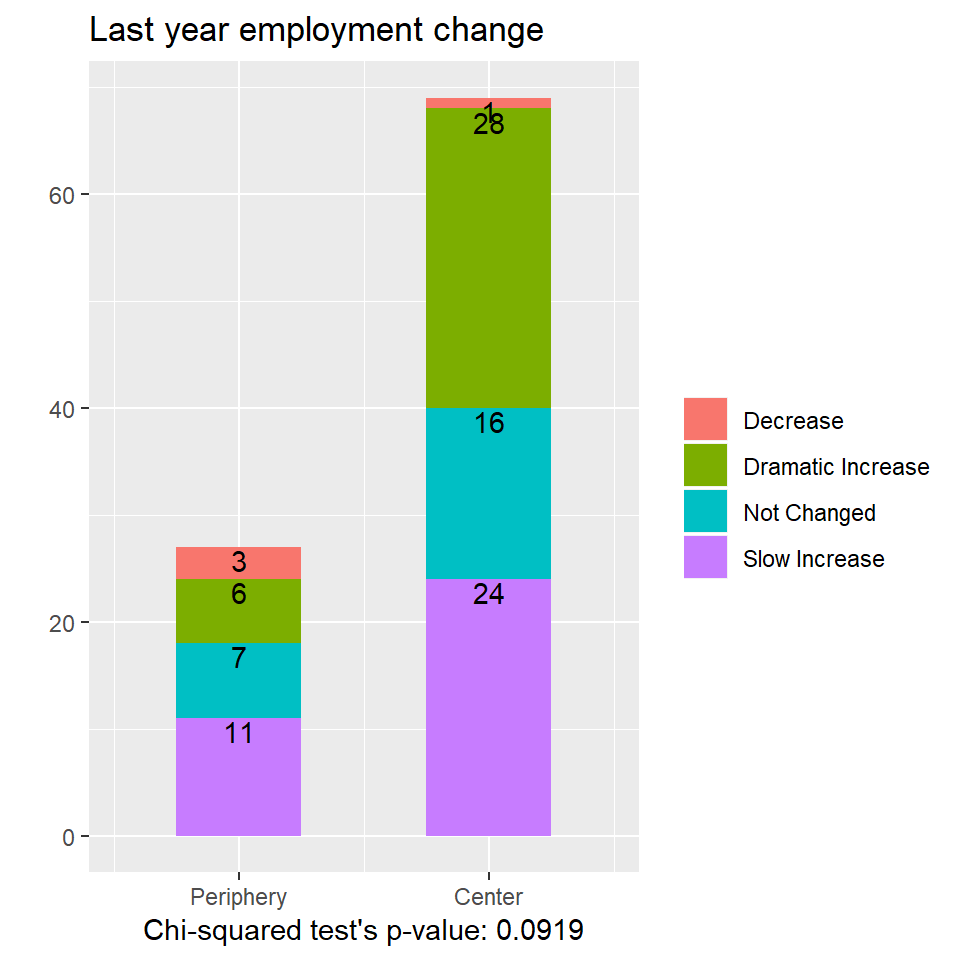 Last year employment change
1
28
60
40
16
Decrease
Dramatic Increase
Not Changed
Slow Increase
3
6
24
20
7
11
0
Periphery Center
Chi-squared test's p-value: 0.0919